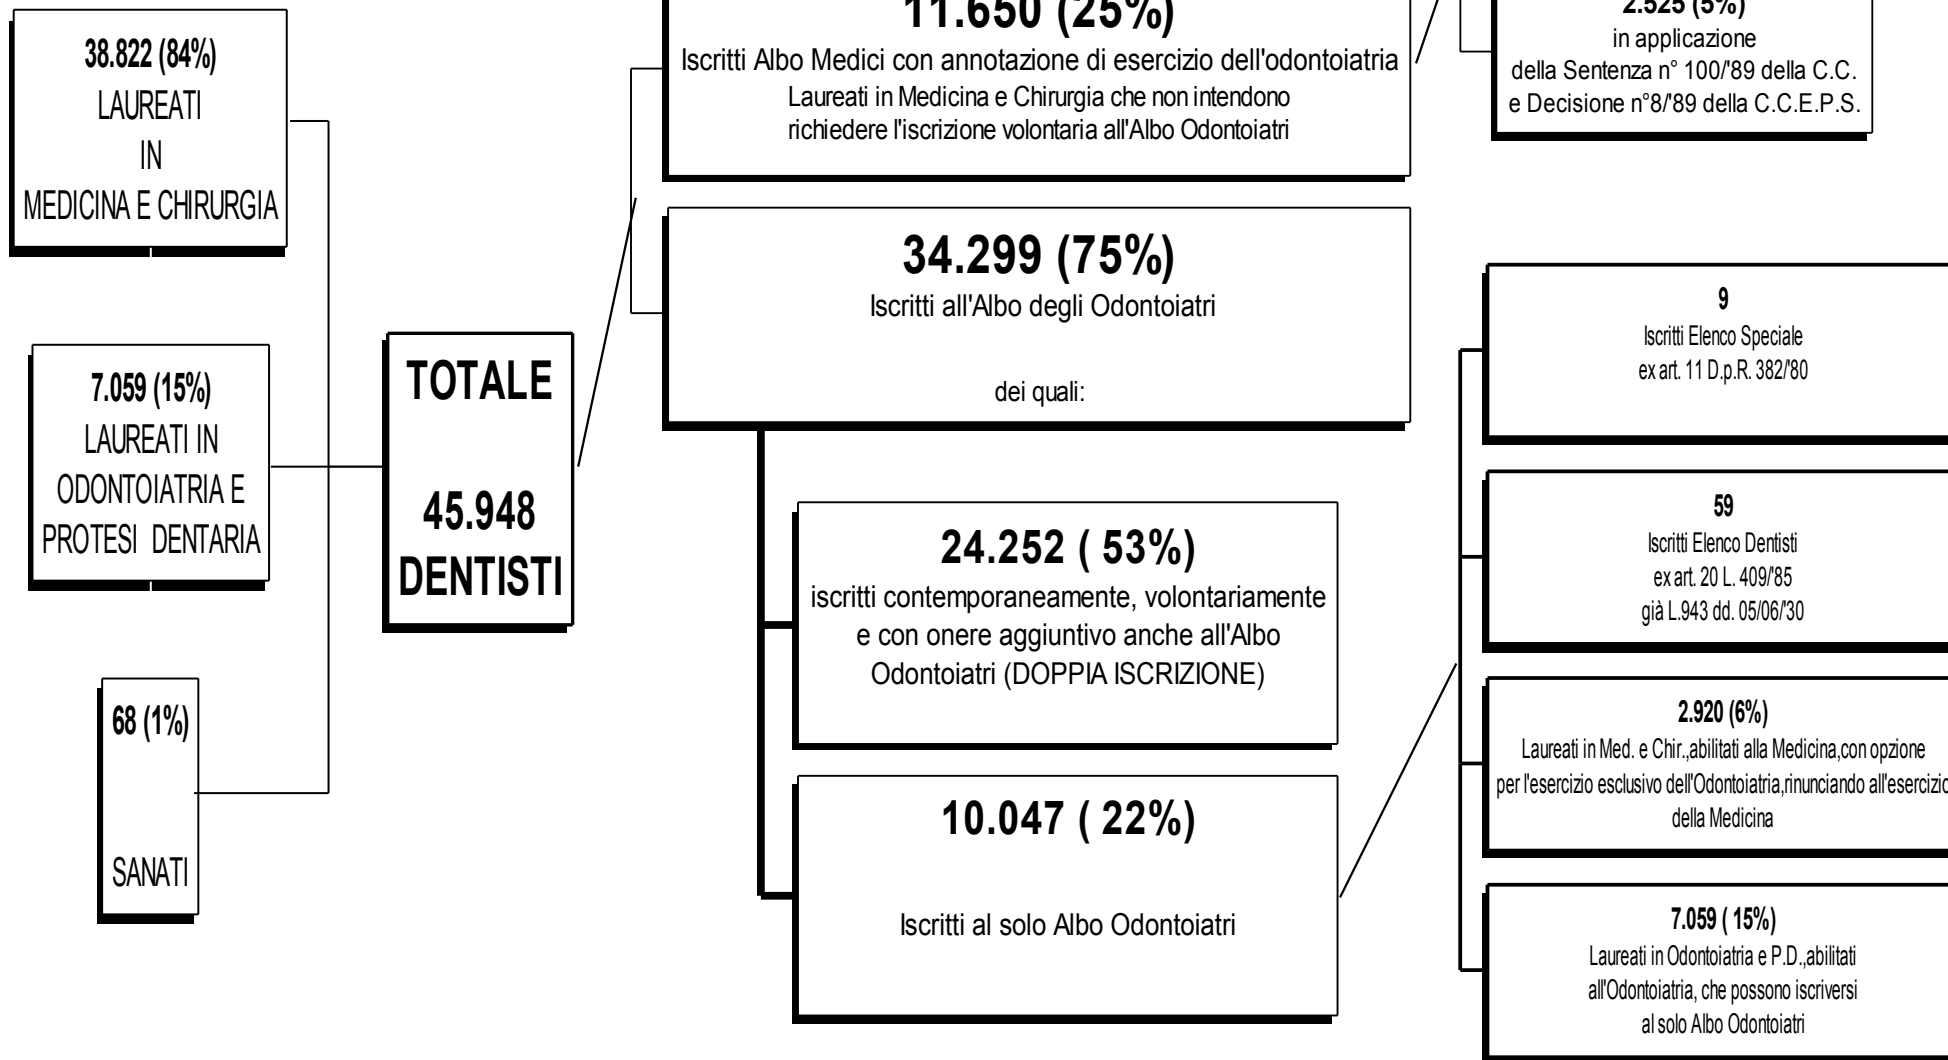 38.822 (84%)
LAUREATI
IN
MEDICINA E CHIRURGIA
7.059 (15%)
LAUREATI IN
ODONTOIATRIA E
PROTESI DENTARIA
68 (1%)
SANATI
TOTALE
45.948
DENTISTI
11.650 (25%)
Iscritti Albo Medici con annotazione di esercizio dell'odontoiatria
Laureati in Medicina e Chirurgia che non intendono
richiedere l'iscrizione volontaria all'Albo Odontoiatri
34.299 (75%)
Iscritti all'Albo degli Odontoiatri
dei quali:
24.252 ( 53%)
iscritti contemporaneamente, volontariamente
e con onere aggiuntivo anche all'Albo
Odontoiatri (DOPPIA ISCRIZIONE)
10.047 ( 22%)
Iscritti al solo Albo Odontoiatri
2.525 (5%)
in applicazione
della Sentenza n° 100/'89 della C.C.
e Decisione n°8/'89 della C.C.E.P.S.
9
Iscritti Elenco Speciale
ex art. 11 D.p.R. 382/'80
59
Iscritti Elenco Dentisti
ex art. 20 L. 409/'85
già L.943 dd. 05/06/'30
2.920 (6%)
Laureati in Med. e Chir.,abilitati alla Medicina,con opzione
per l'esercizio esclusivo dell'Odontoiatria,rinunciando all'esercizio
della Medicina
7.059 ( 15%)
Laureati in Odontoiatria e P.D.,abilitati
all'Odontoiatria, che possono iscriversi
al solo Albo Odontoiatri